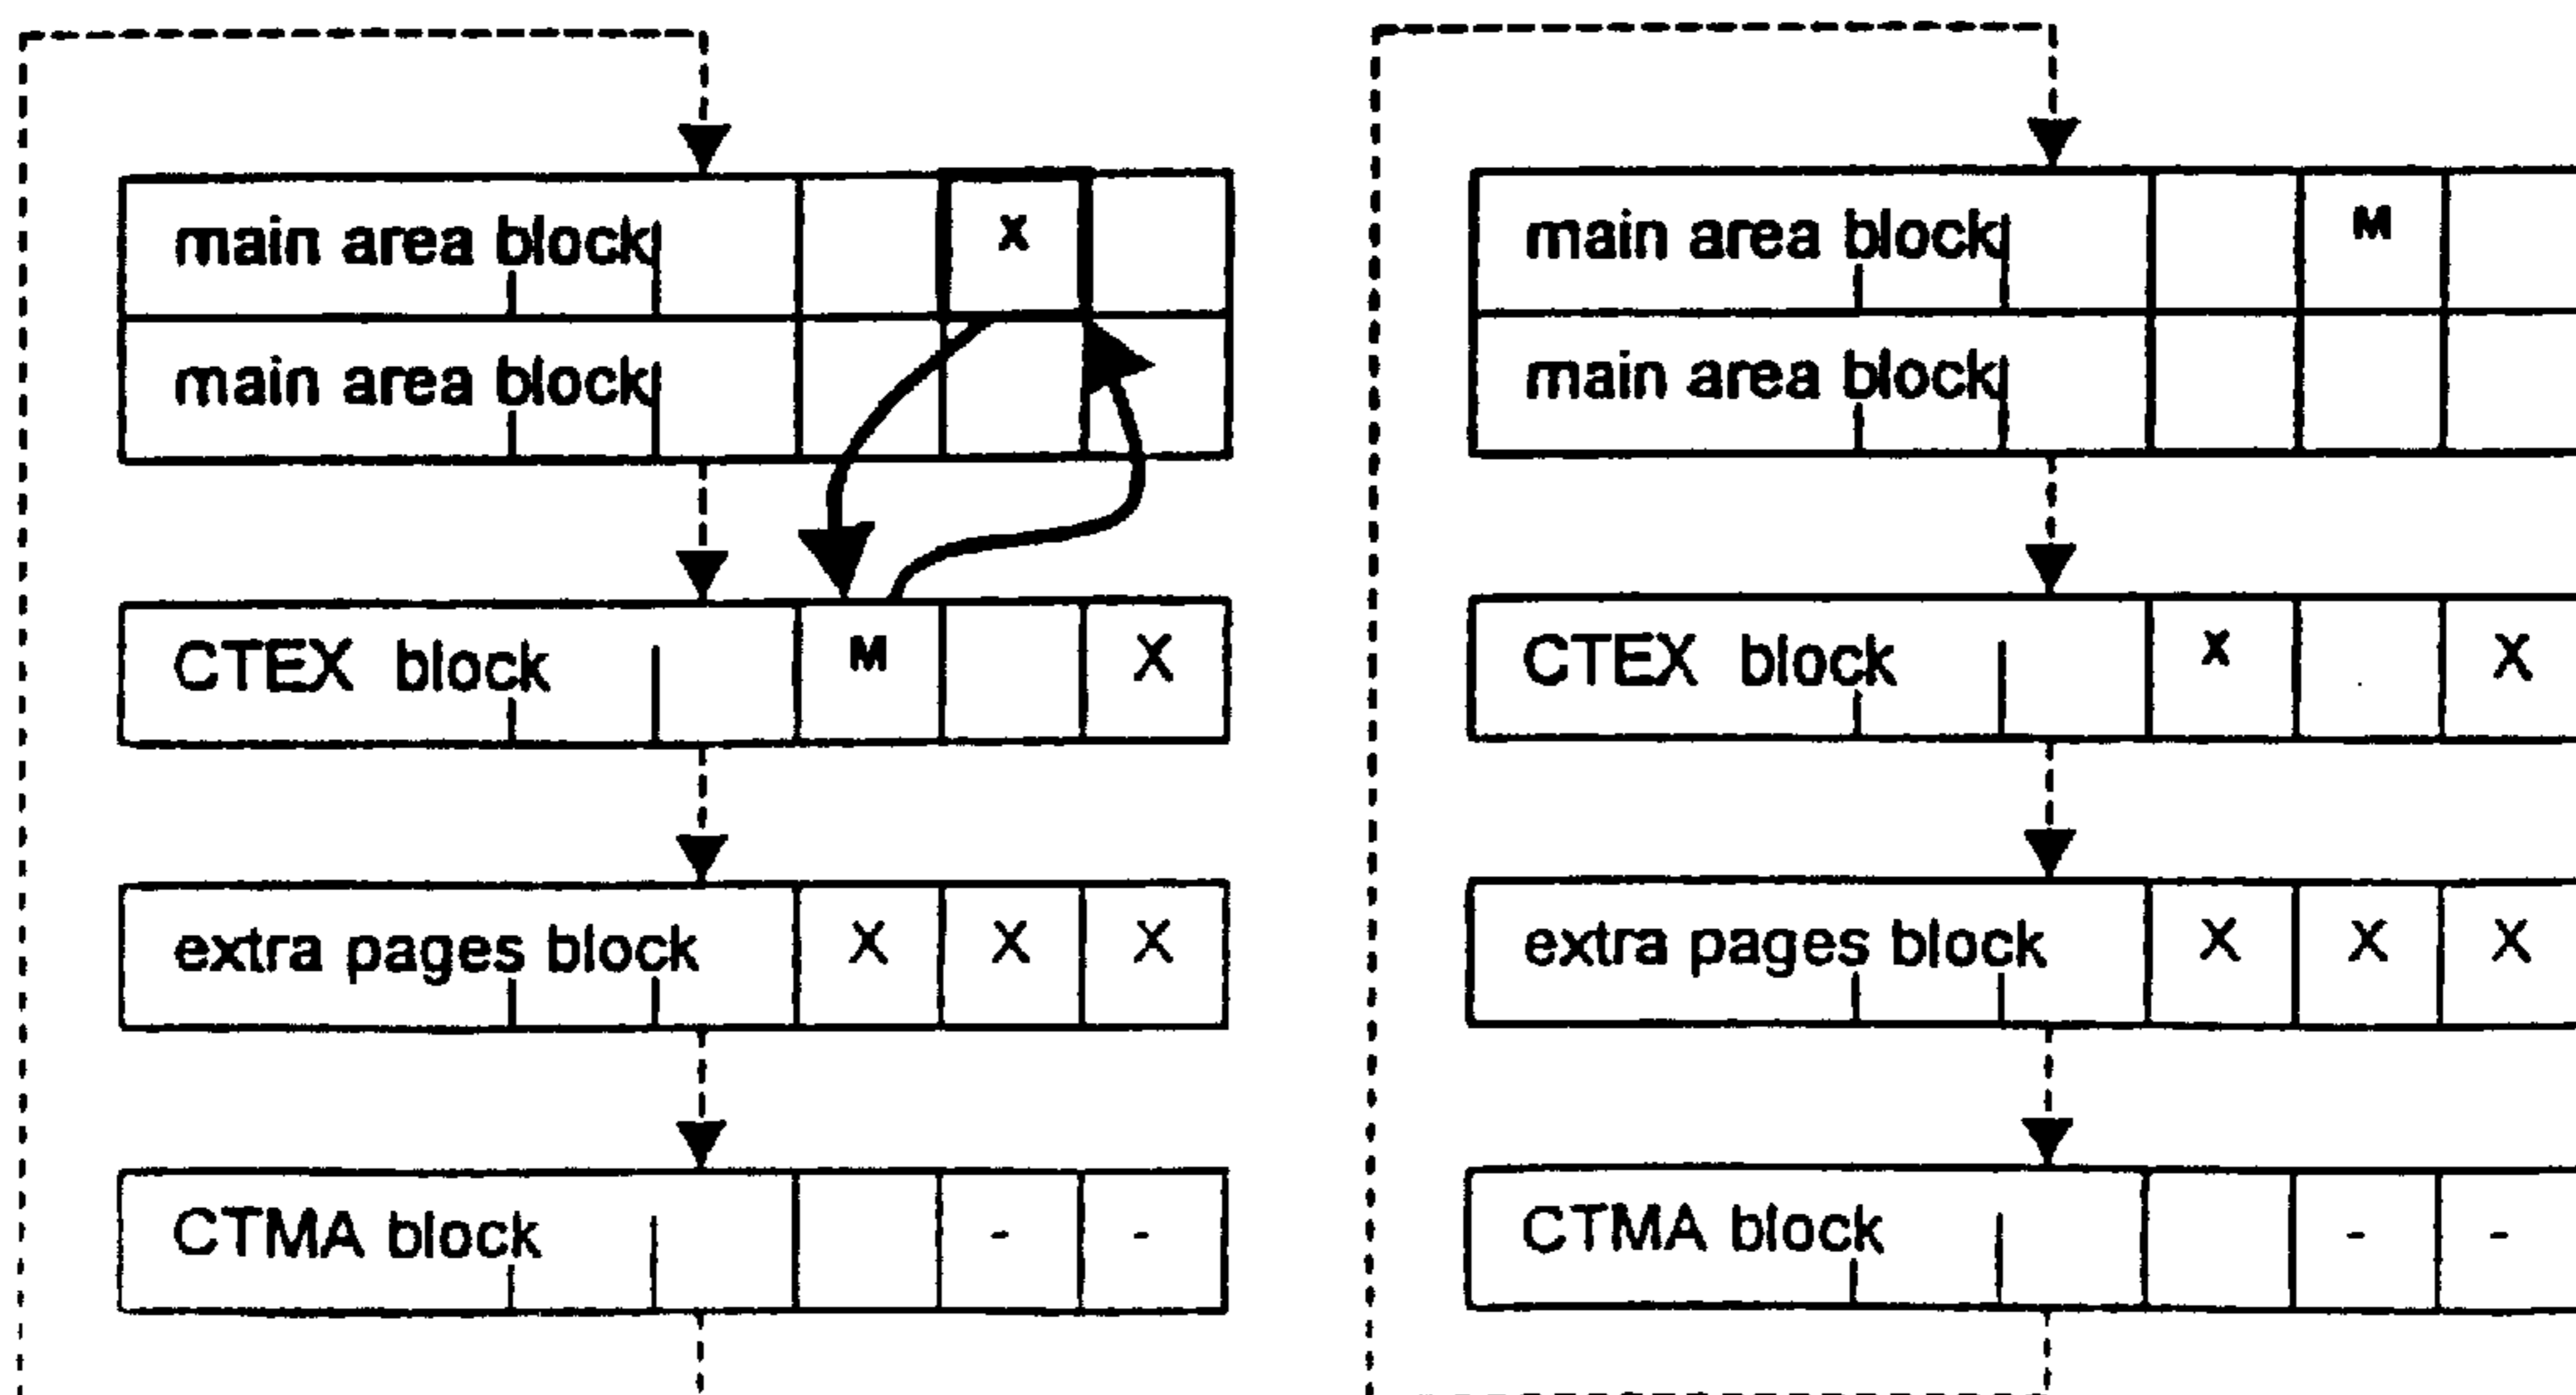 main area block X
main area block
CTEX block M X
extra pages block X X X
CTMA block - -
main area block M
main area block
CTEX block X X
extra pages block X X X
CTMA block - -